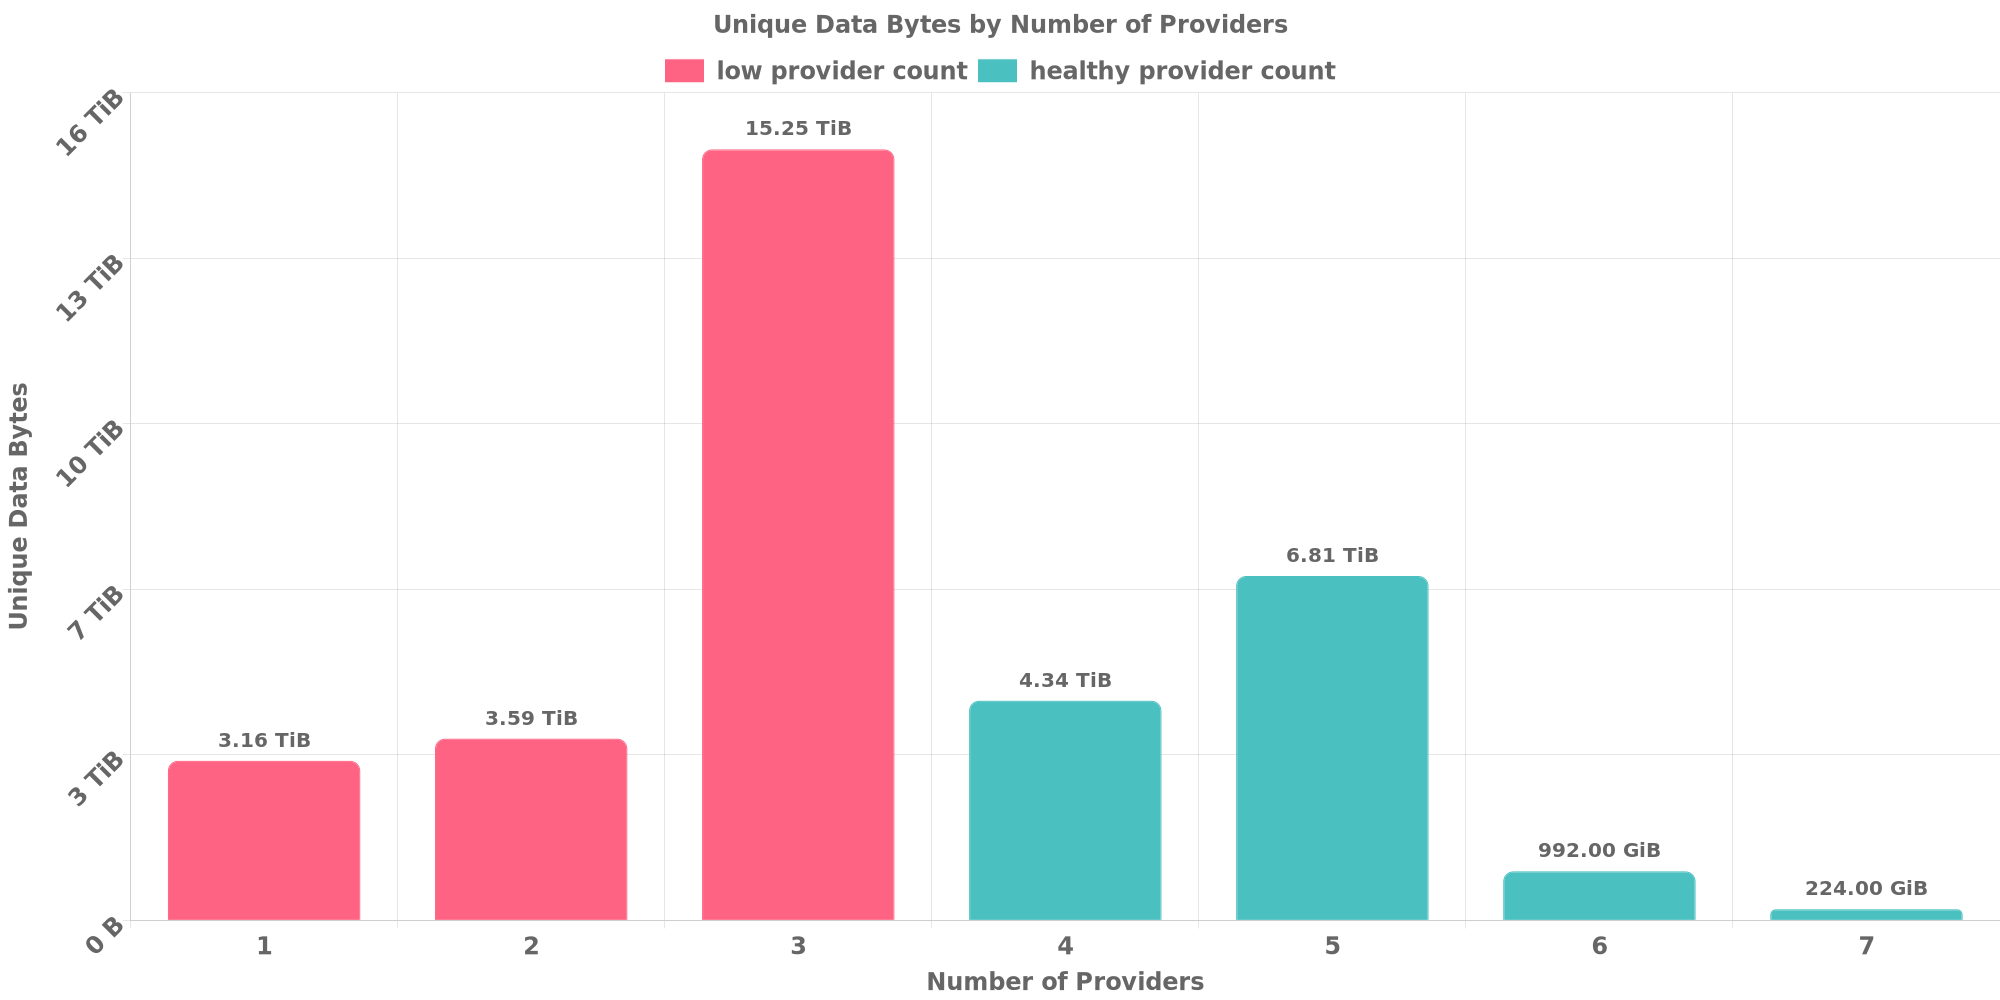 Unique Data Bytes by Number of Providers
low provider count healthy provider count
16 TiB
13 TiB
10 TiB
7 TiB
3 TiB
0 B
Unique Data Bytes
3.16 TiB
3.59 TiB
15.25 TiB
4.34 TiB
6.81 TiB
992.00 GiB
224.00 GiB
1 2 3 4 5 6 7
Number of Providers